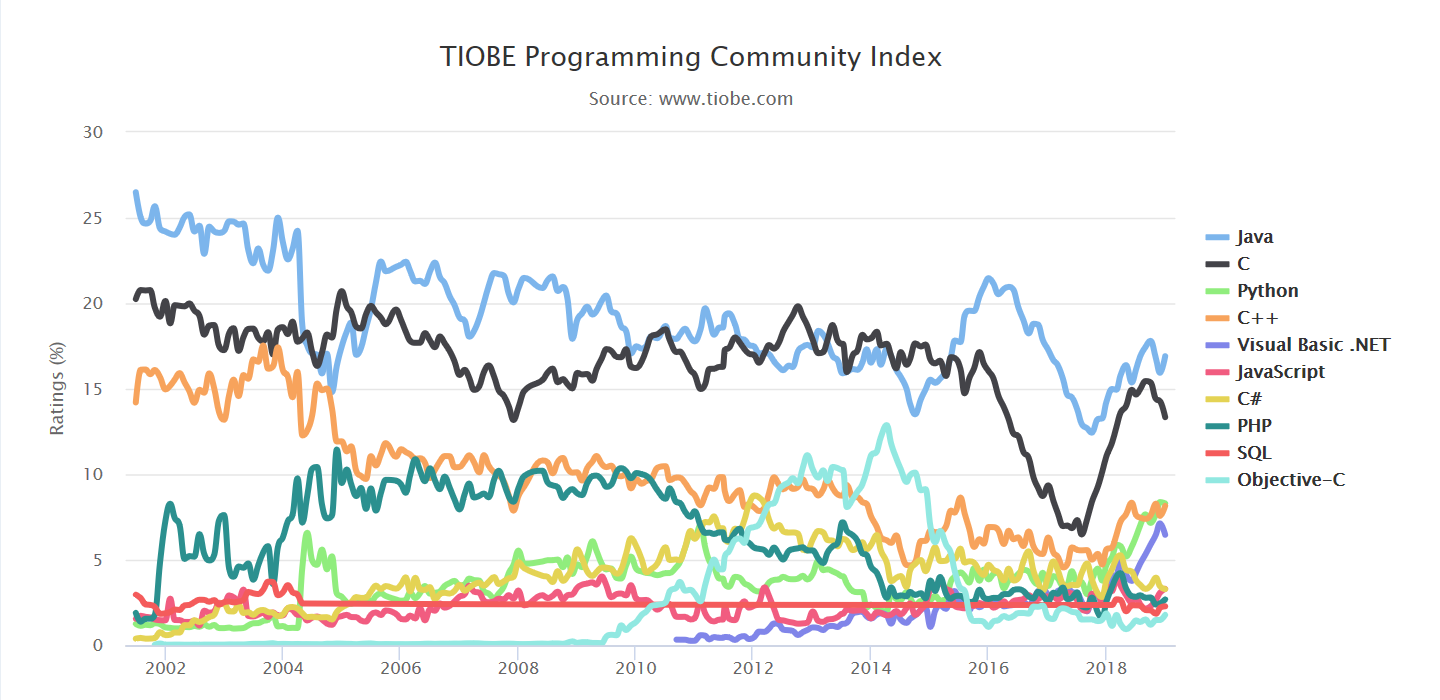 TIOBE Programming Community Index
Source: www.tiobe.com
Ratings (%)
30
25
20
15
10
5
0
2002 2004 2006 2008 2010 2012 2014 2016 2018
Java
C
Python
C++
Visual Basic .NET
JavaScript
C#
PHP
SQL
Objective-C